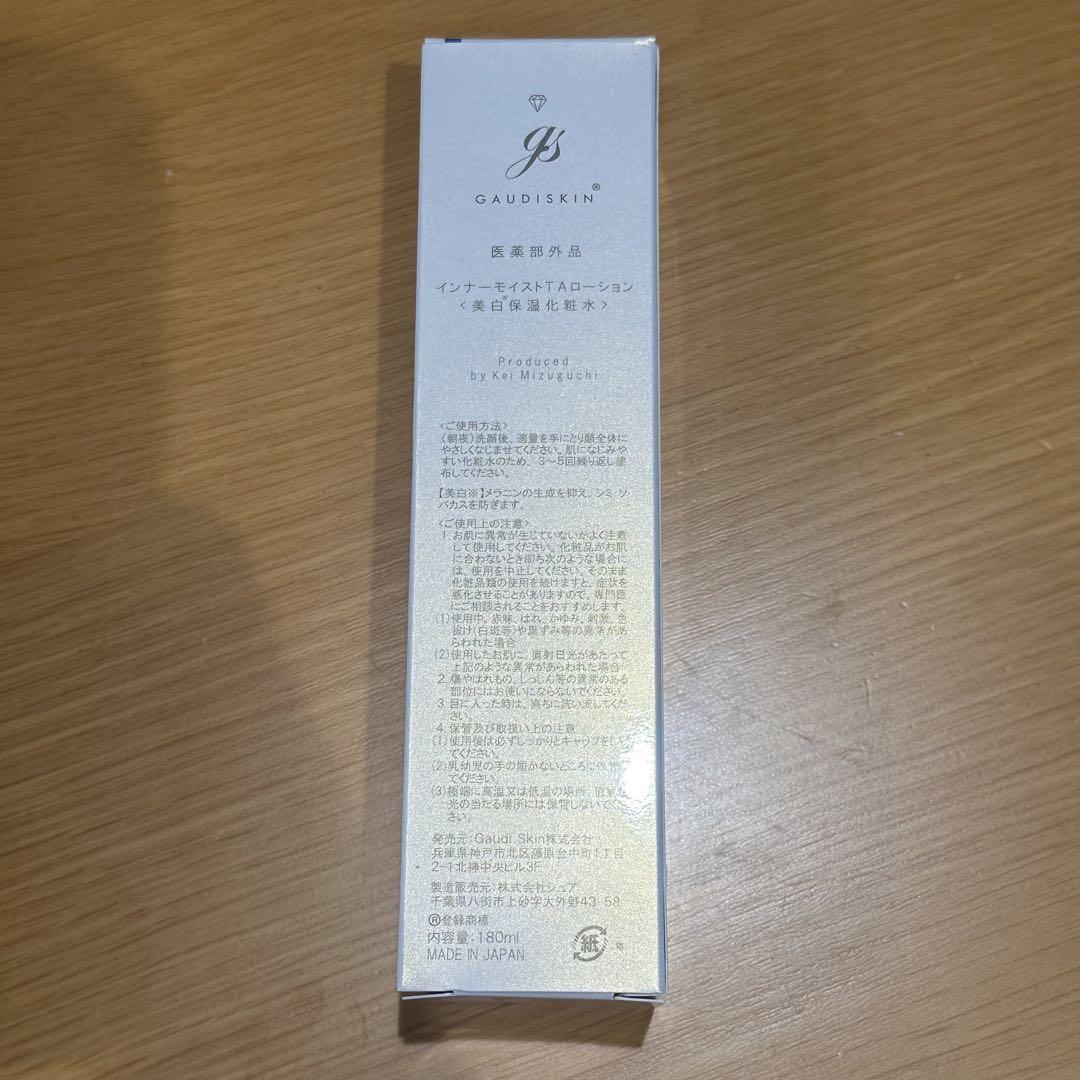 gs
GAUDISKIN®
医薬部外品
インナーモイストTAローション
<美白※保湿化粧水>
Produced
by Kei Mizuguchi
<ご使用方法>
(朝夜)洗顔後、適量を手にとり顔全体に
やさしくなじませてください。肌になじみや
すい化粧水のため、3~5回繰り返し塗
布してください。
【美白※】メラニンの生成を抑え、シミ・ソ
バカスを防ぎます。
<ご使用上の注意>
1. お肌に異常が生じていないかよく注意
して使用してください。化粧品がお肌
に合わないとき即ち次のような場合に
は、使用を中止してください。そのまま
化粧品類の使用を続けますと、症状を
悪化させることがありますので、専門医
にご相談されることをおすすめします。
(1)使用中、赤味、はれ、かゆみ、刺激、色
抜け(白斑等)や黒ずみ等の異常があ
らわれた場合
(2)使用したお肌に、直射日光があたって
上記のような異常があらわれた場合
2. 傷やはれもの、しっしん等の異常のある
部位にはお使いにならないでください。
3. 目に入った時は、直ちに洗い流してくだ
さい。
4. 保管及び取扱い上の注意
(1)使用後は必ずしっかりとキャップをし
てください。
(2)乳幼児の手の届かないところに保管
てください。
(3)極端に高温又は低温の場所、直射
光の当たる場所には保管しないでく
さい。
発売元:Gaudi Skin株式会社
兵庫県神戸市北区藤原台中町1丁目
2-1北神中央ビル3F
製造販売元:株式会社シュア
千葉県八街市上砂字大外野43-58
®登録商標
内容量:180ml
MADE IN JAPAN
紙